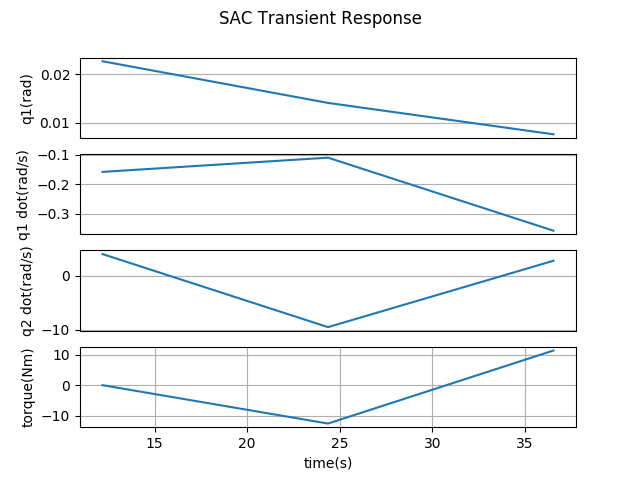 SAC Transient Response
q1(rad)
0.02
0.01
q1 dot(rad/s)
−0.1
−0.2
−0.3
q2 dot(rad/s)
0
−10
torque(Nm)
10
0
−10
15 20 25 30 35
time(s)